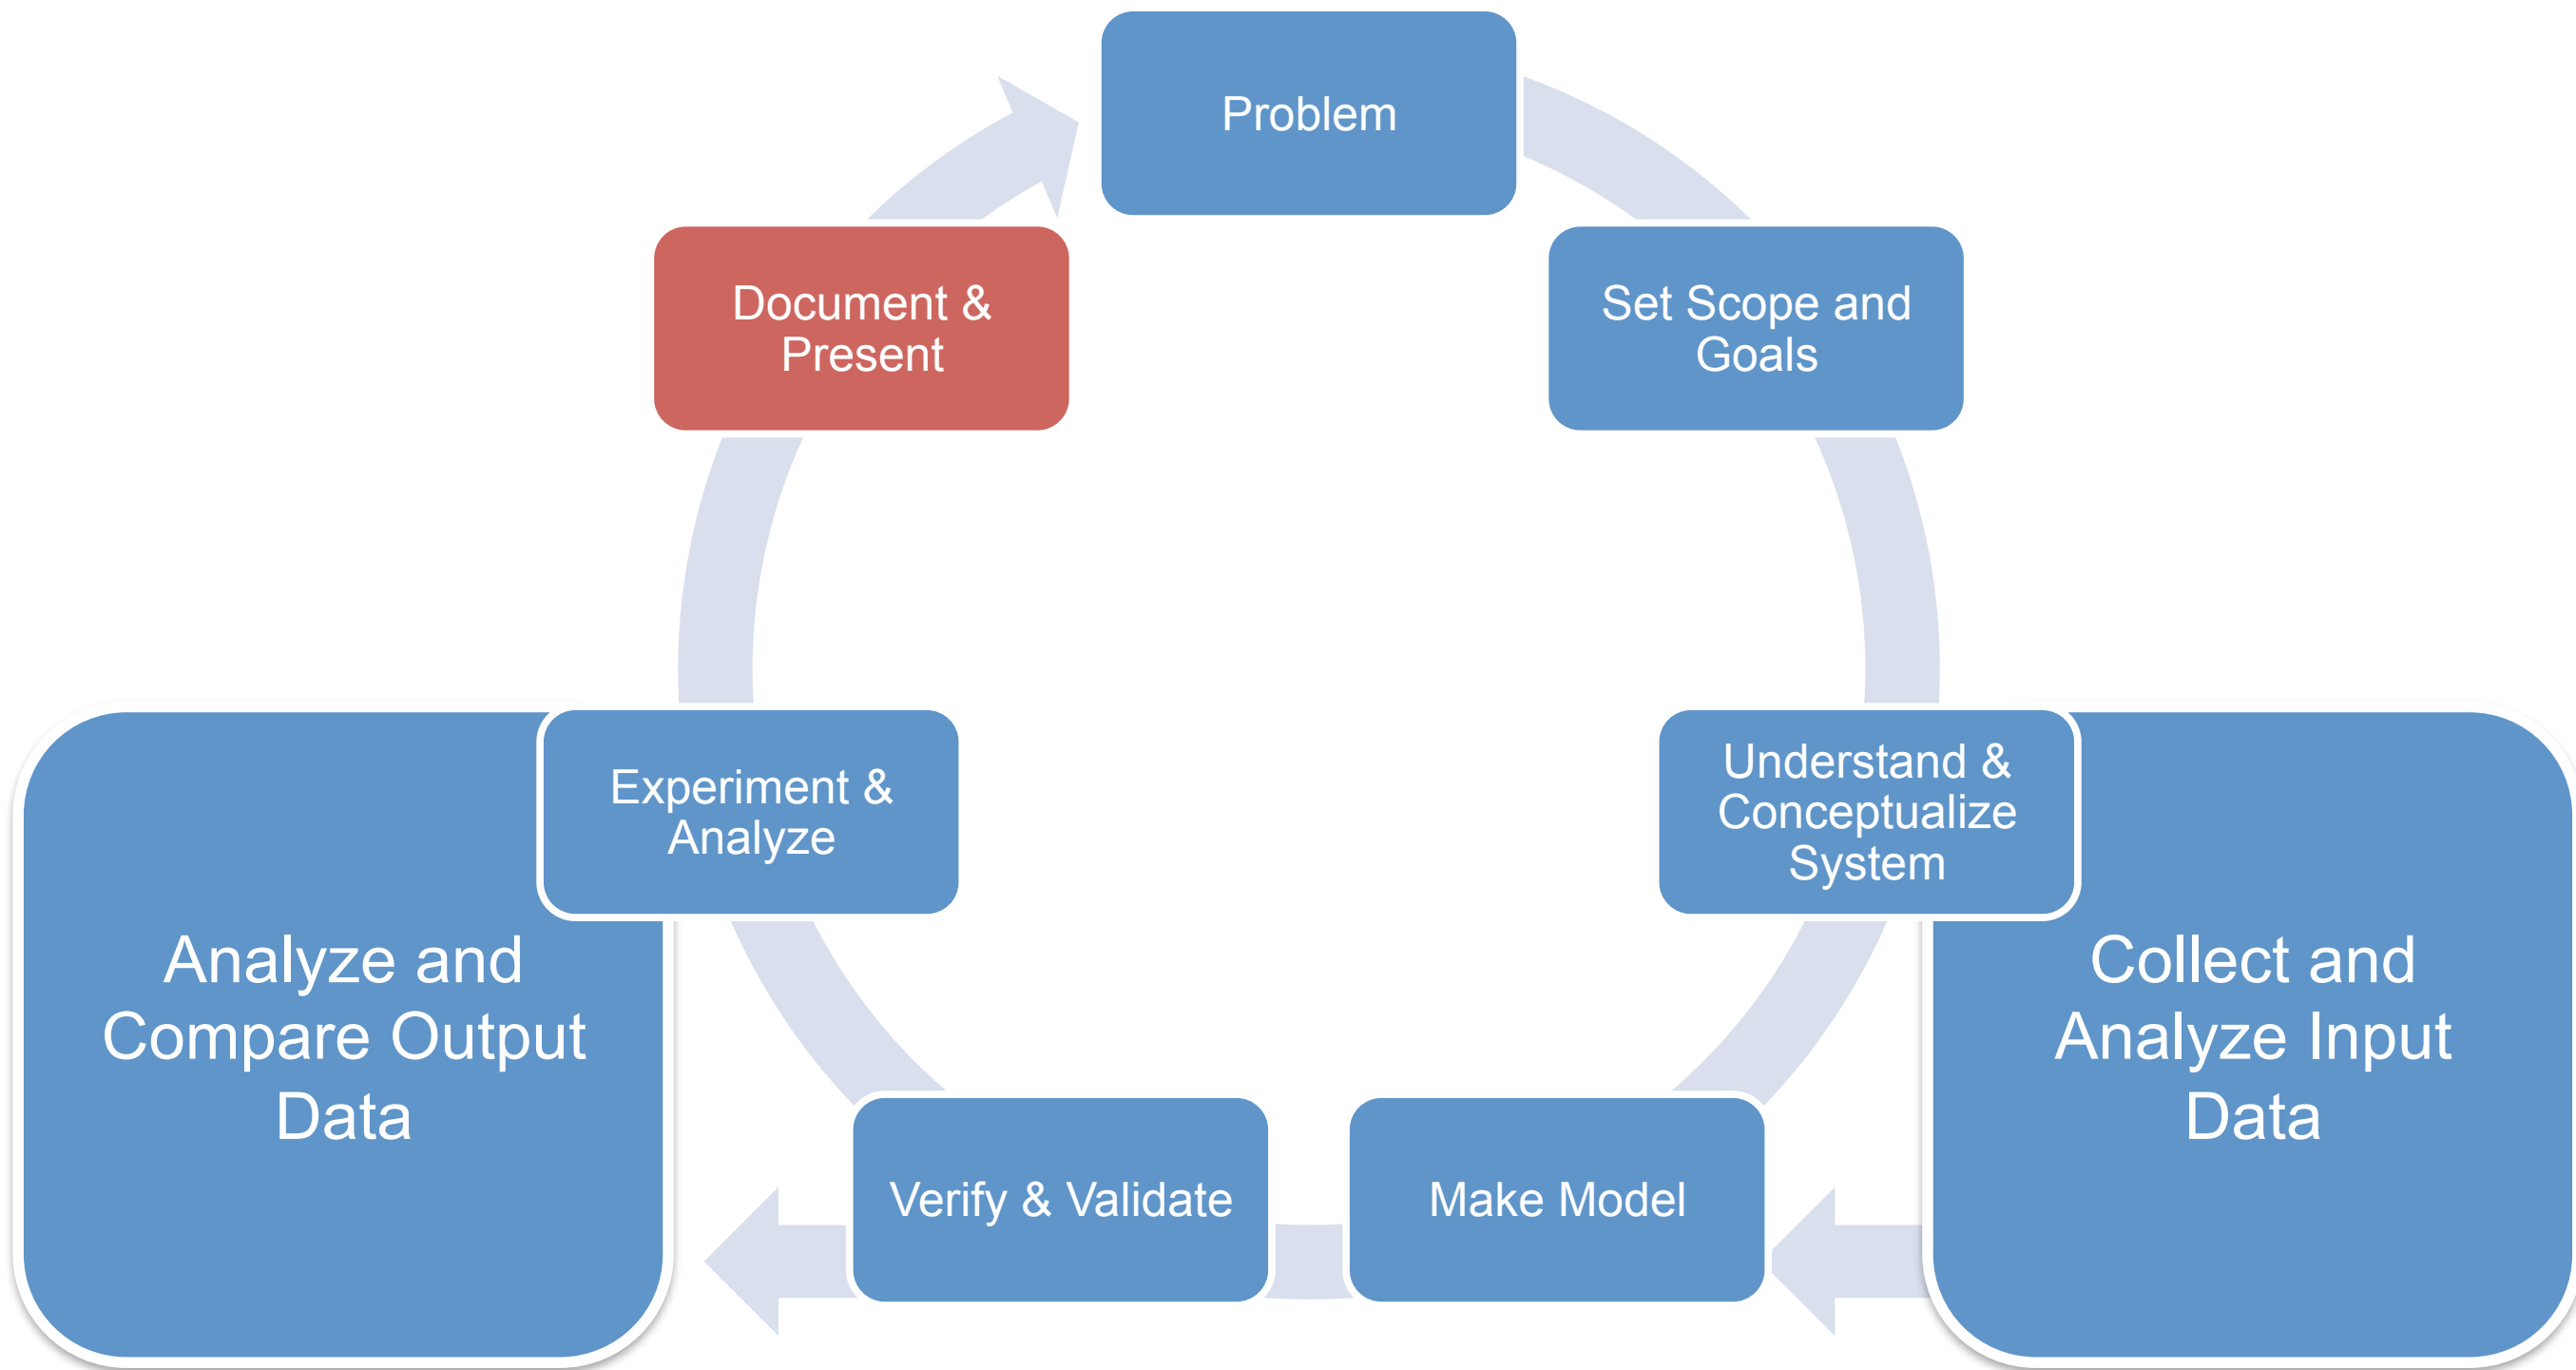 Problem
Document &
Present
Set Scope and
Goals
Experiment &
Analyze
Understand &
Conceptualize
System
Analyze and
Compare Output
Data
Collect and
Analyze Input
Data
Verify & Validate
Make Model